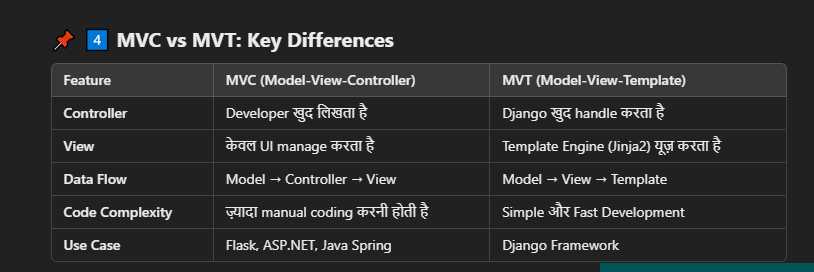 📌 4️⃣ MVC vs MVT: Key Differences
Feature MVC (Model-View-Controller) MVT (Model-View-Template)
Controller Developer खुद लिखता है Django खुद handle करता है
View केवल UI manage करता है Template Engine (Jinja2) यूज़ करता है
Data Flow Model → Controller → View Model → View → Template
Code Complexity ज़्यादा manual coding करनी होती है Simple और Fast Development
Use Case Flask, ASP.NET, Java Spring Django Framework